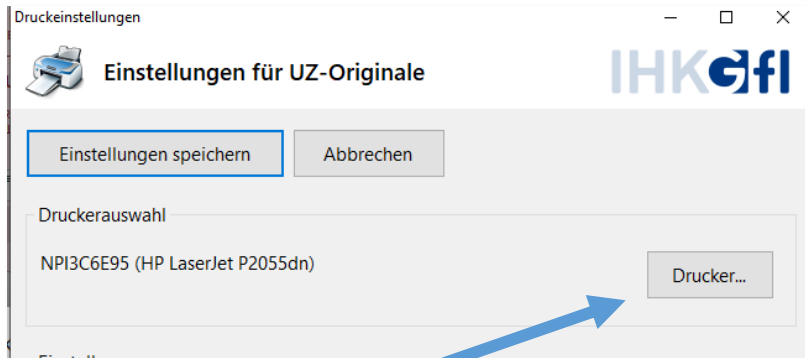 Druckeinstellungen
Einstellungen für UZ-Originale
IHKGfI
Einstellungen speichern
Abbrechen
Druckerauswahl
NPI3C6E95 (HP LaserJet P2055dn)
Drucker...